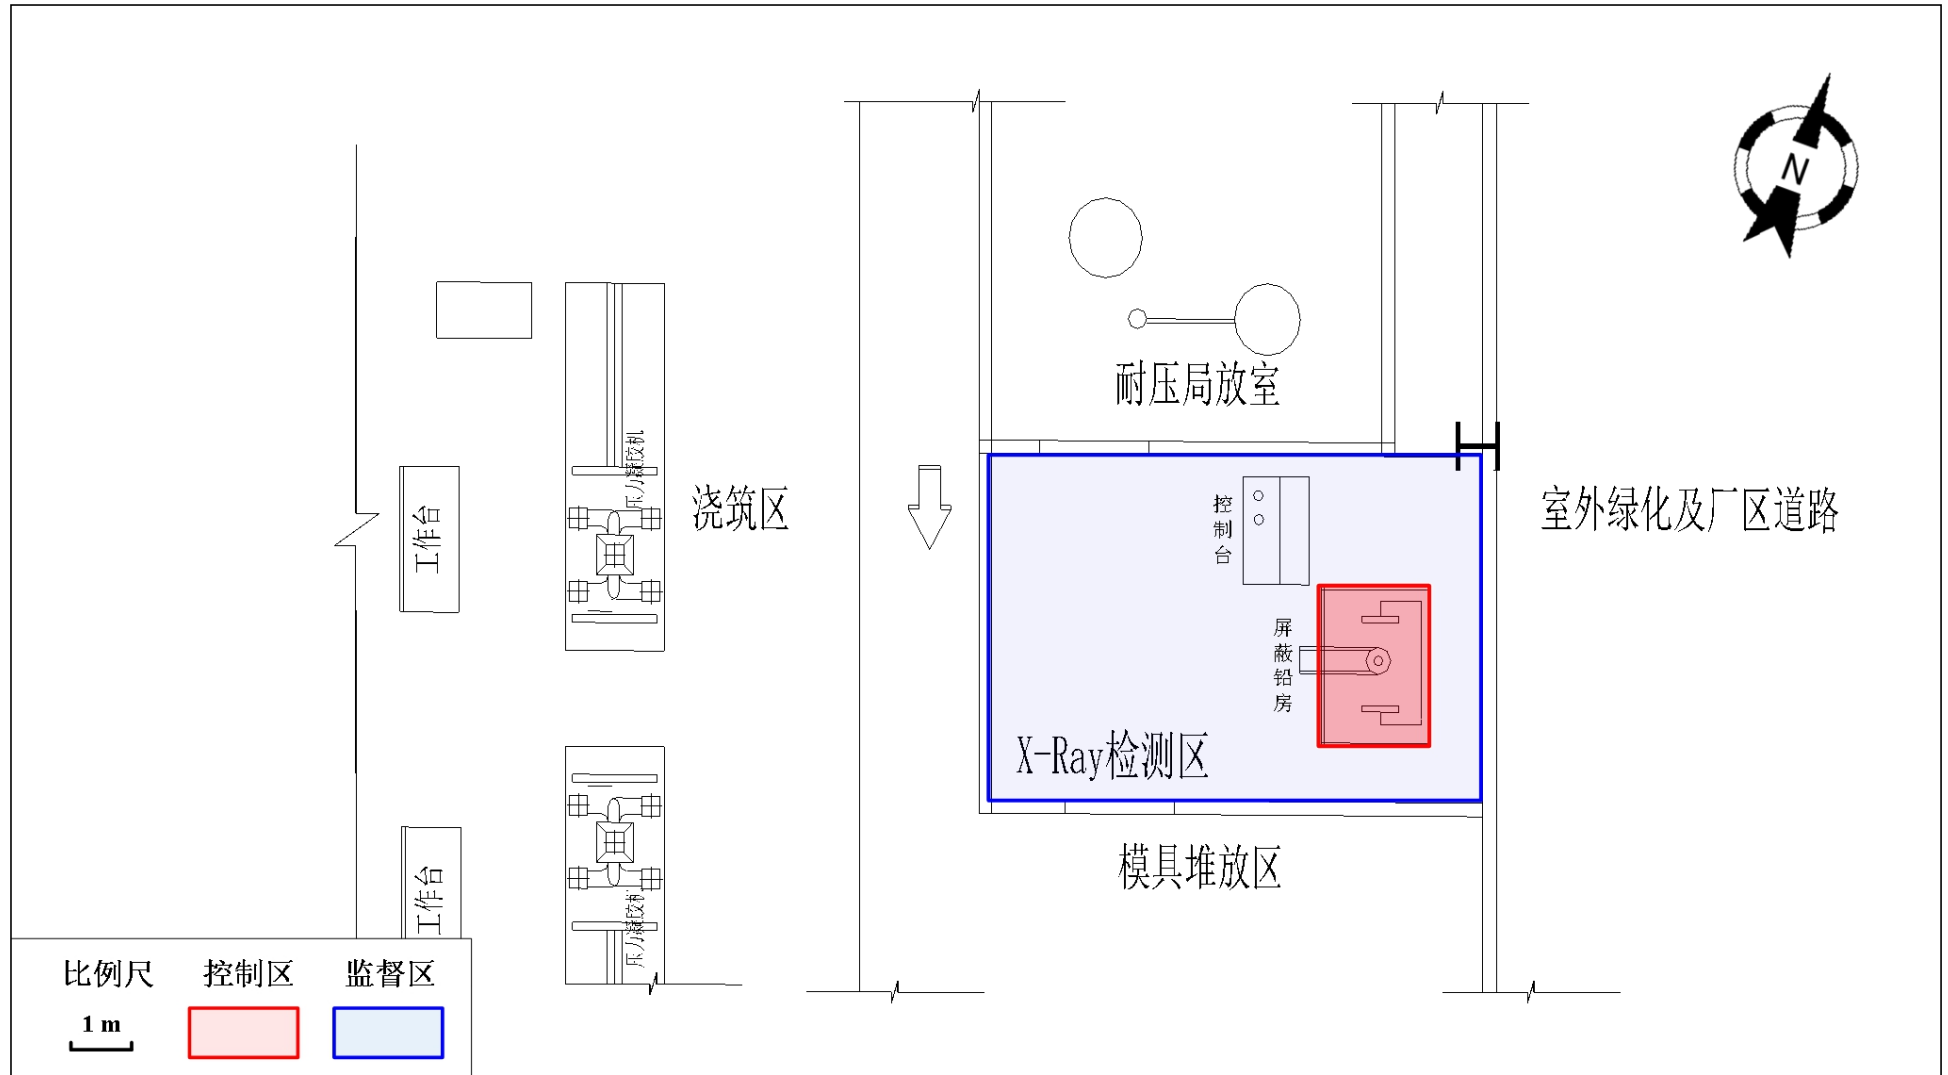 N
耐压局放室
压力凝胶机
浇筑区
控制台
室外绿化及厂区道路
工作台
屏蔽铅房
X-Ray检测区
模具堆放区
工作台
压力凝胶机
比例尺
控制区
监督区
1 m